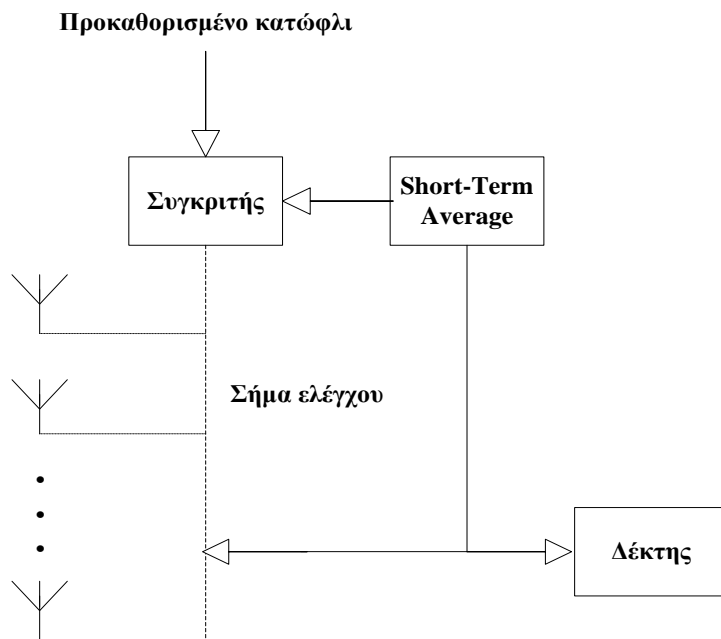 Προκαθορισμένο κατώφλι
Συγκριτής
Short-Term
Average
Σήμα ελέγχου
Δέκτης